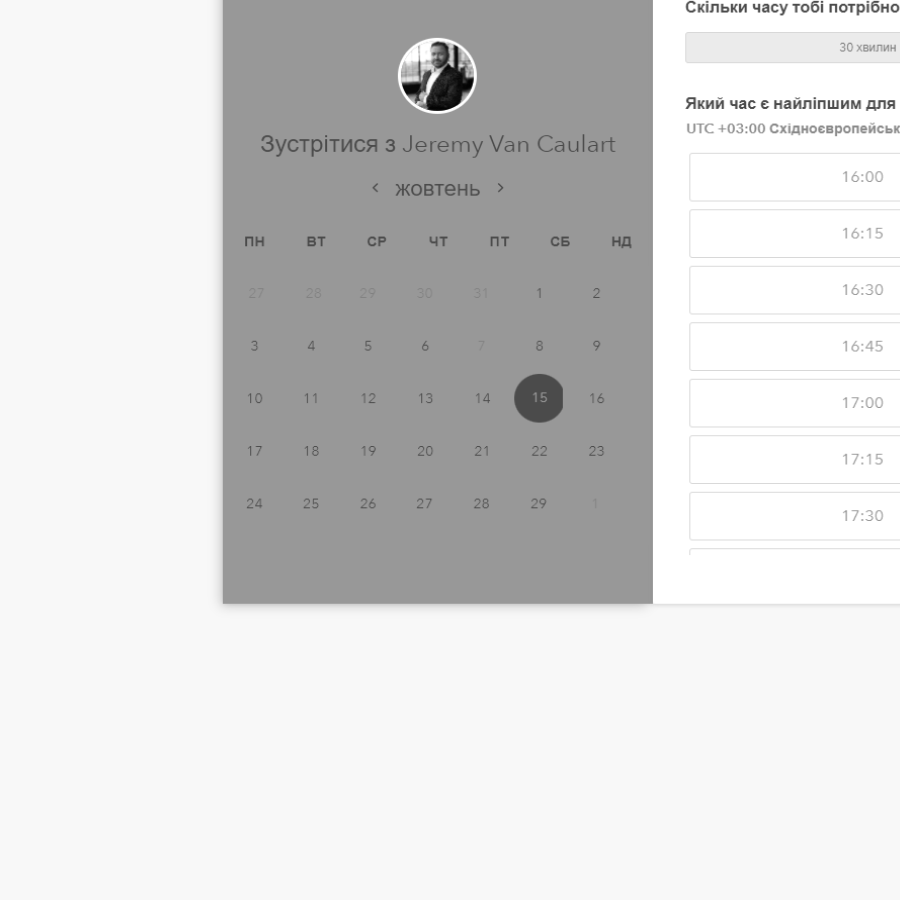 Зустрітися з Jeremy Van Caulart
жовтень
ПН ВТ СР ЧТ ПТ СБ НД
27 28 29 30 31 1 2
3 4 5 6 7 8 9
10 11 12 13 14 15 16
17 18 19 20 21 22 23
24 25 26 27 28 29 1
Скільки часу тобі потрібно
30 хвилин
Який час є найліпшим для
UTC +03:00 Східноєвропейськ
16:00
16:15
16:30
16:45
17:00
17:15
17:30